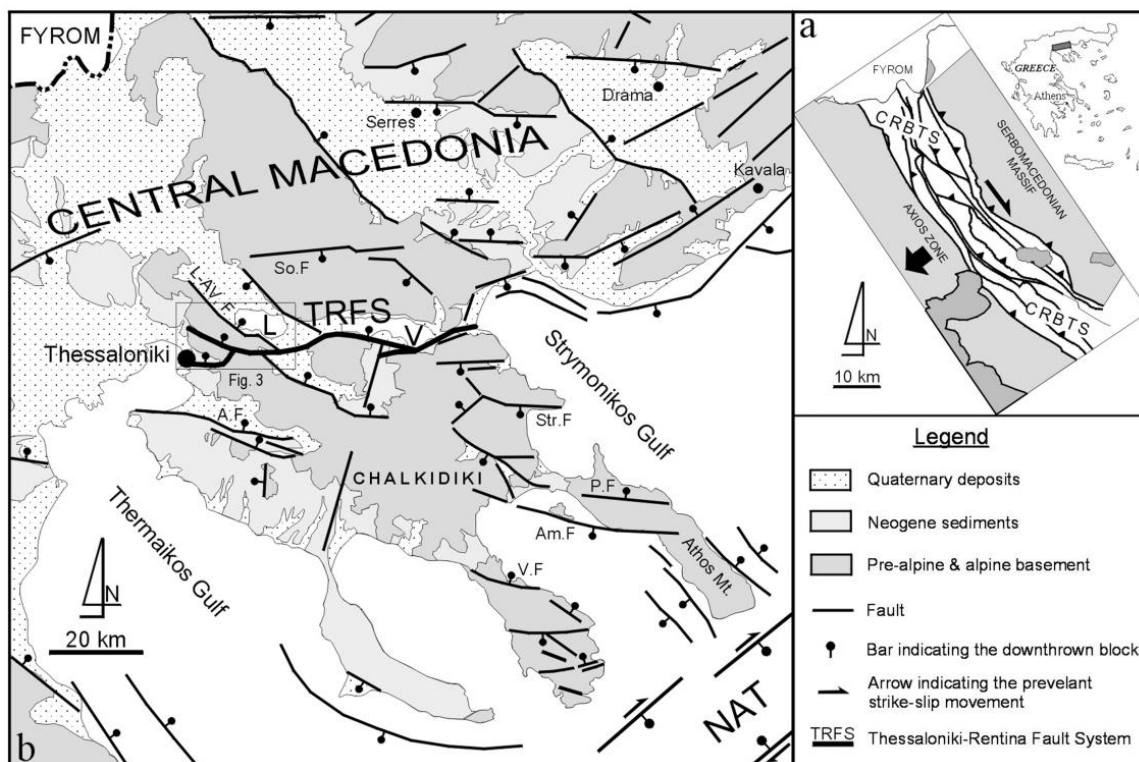 FYROM
Drama
Serres
CENTRAL MACEDONIA
Kavala
So.F
L-AV.F
L
TRFS
V
Thessaloniki
Fig. 3
A.F
Str.F
Strymonikos Gulf
CHALKIDIKI
P.F
Am.F
Athos Mt.
V.F
Thermaikos Gulf
N
20 km
NAT
b
a
FYROM
GREECE
Athens
CRBTS
SERBOMACEDONIAN
MASSIF
AXIOS ZONE
CRBTS
N
10 km
Legend
Quaternary deposits
Neogene sediments
Pre-alpine & alpine basement
Fault
Bar indicating the downthrown block
Arrow indicating the prevelant
strike-slip movement
TRFS Thessaloniki-Rentina Fault System